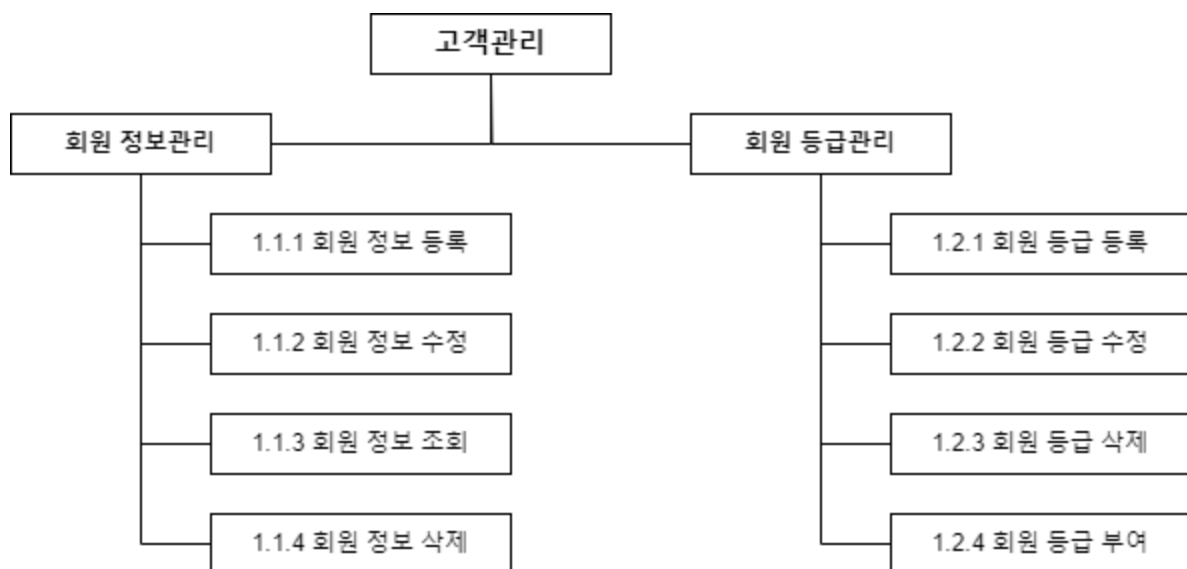 고객관리
회원 정보관리
회원 등급관리
1.1.1 회원 정보 등록
1.2.1 회원 등급 등록
1.1.2 회원 정보 수정
1.2.2 회원 등급 수정
1.1.3 회원 정보 조회
1.2.3 회원 등급 삭제
1.1.4 회원 정보 삭제
1.2.4 회원 등급 부여